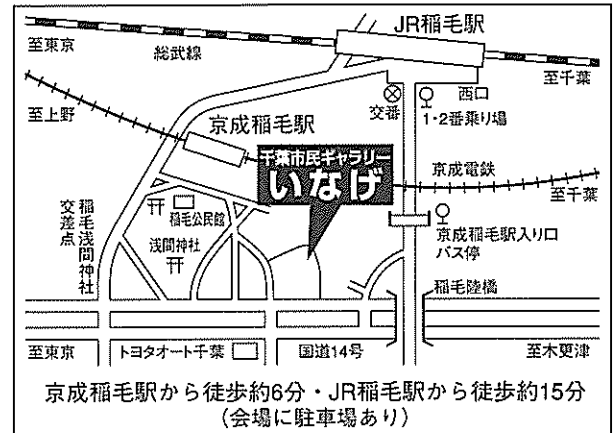 JR稲毛駅
至東京
総武線
至千葉
交番
西口
1・2番乗り場
至上野
京成稲毛駅
千葉市民ギャラリー
いなげ
京成電鉄
至千葉
稲毛浅間神社
交差点
稲毛公民館
浅間神社
京成稲毛駅入り口
バス停
稲毛陸橋
至東京
トヨタオート千葉
国道14号
至木更津
京成稲毛駅から徒歩約6分・JR稲毛駅から徒歩約15分
(会場に駐車場あり)